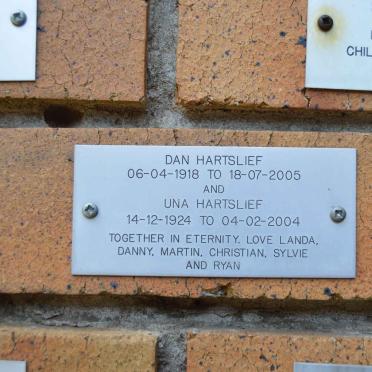 DAN HARTSLIEF
06-04-1918 TO 18-07-2005
AND
UNA HARTSLIEF
14-12-1924 TO 04-02-2004
TOGETHER IN ETERNITY. LOVE LANDA,
DANNY, MARTIN, CHRISTIAN, SYLVIE
AND RYAN
CHIL